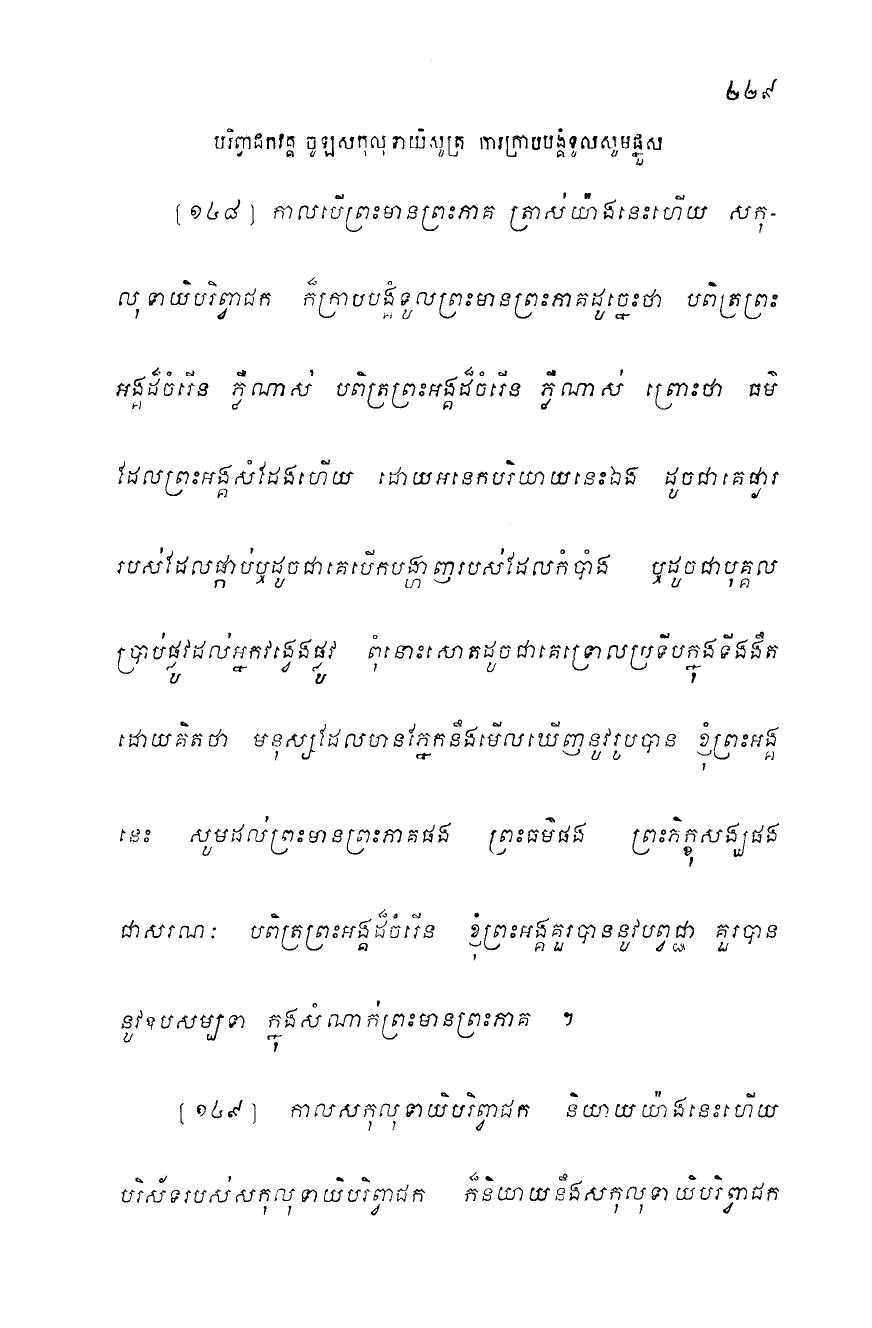 ២២៩
បរិព្វាជកវគ្គ ចូឡសកុលុទាយិសូត្រ ការក្រាបបង្គំទូលសូមផ្នួស
[១៤៨] កាលបើព្រះមានព្រះភាគ ត្រាស់យ៉ាងនេះហើយ សកុ-
លុទាយិបរិព្វាជក ក៏ក្រាបបង្គំទូលព្រះមានព្រះភាគដូច្នេះថា បពិត្រព្រះ
អង្គដ៏ចំរើន ភ្លឺណាស់ បពិត្រព្រះអង្គដ៏ចំរើន ភ្លឺណាស់ ព្រោះថា ធម៌
ដែលព្រះអង្គសំដែងហើយ ដោយអនេកបរិយាយនេះឯង ដូចជាគេផ្ងារ
របស់ដែលផ្កាប់ឬដូចជាគេបើកបង្ហាញរបស់ដែលកំបាំង ឬដូចជាបុគ្គល
ប្រាប់ផ្លូវដល់អ្នកវង្វេងផ្លូវ ពុំនោះសោតដូចជាគេទ្រោលប្រទីបក្នុងទីងងឹត
ដោយគិតថា មនុស្សដែលមានភ្នែកនឹងមើលឃើញនូវរូបបាន ខ្ញុំព្រះអង្គ
នេះ សូមដល់ព្រះមានព្រះភាគផង ព្រះធម៌ផង ព្រះភិក្ខុសង្ឃផង
ជាសរណៈ បពិត្រព្រះអង្គដ៏ចំរើន ខ្ញុំព្រះអង្គគួរបាននូវបព្វជ្ជា គួរបាន
នូវឧបសម្បទា ក្នុងសំណាក់ព្រះមានព្រះភាគ ។
[១៤៩] កាលសកុលុទាយិបរិព្វាជក និយាយយ៉ាងនេះហើយ
បរិស័ទរបស់សកុលុទាយិបរិព្វាជក ក៏និយាយនឹងសកុលុទាយិបរិព្វាជក